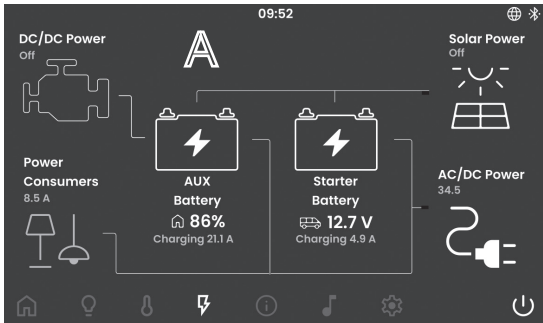 09:52
DC/DC Power
Off
A
Solar Power
Off
Power
Consumers
8.5 A
AUX
Battery
86%
Charging 21.1 A
Starter
Battery
12.7 V
Charging 4.9 A
AC/DC Power
34.5